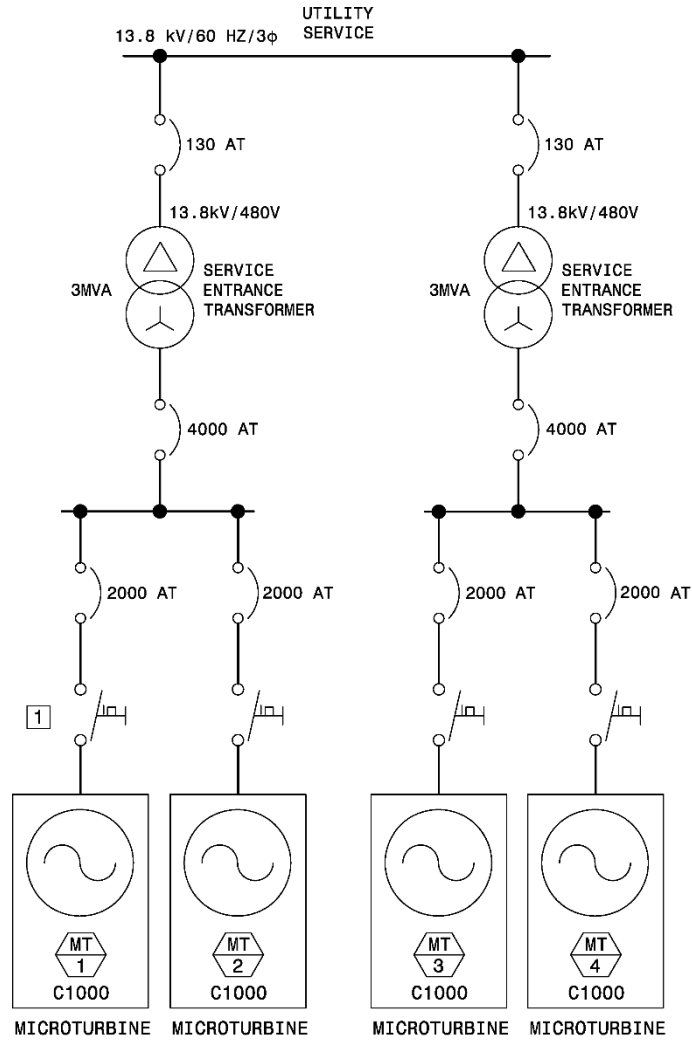 UTILITY
SERVICE
13.8 kV/60 HZ/3ϕ
130 AT
130 AT
13.8kV/480V
13.8kV/480V
3MVA
SERVICE
ENTRANCE
TRANSFORMER
3MVA
SERVICE
ENTRANCE
TRANSFORMER
4000 AT
4000 AT
2000 AT
2000 AT
2000 AT
2000 AT
1
MT
1
C1000
MICROTURBINE
MT
2
C1000
MICROTURBINE
MT
3
C1000
MICROTURBINE
MT
4
C1000
MICROTURBINE